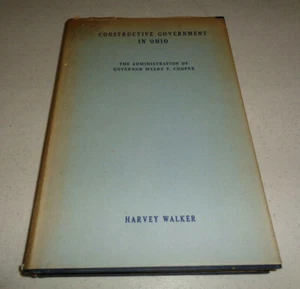 CONSTRUCTIVE GOVERNMENT
IN OHIO
THE ADMINISTRATION OF
GOVERNOR MYERS Y. COOPER
HARVEY WALKER